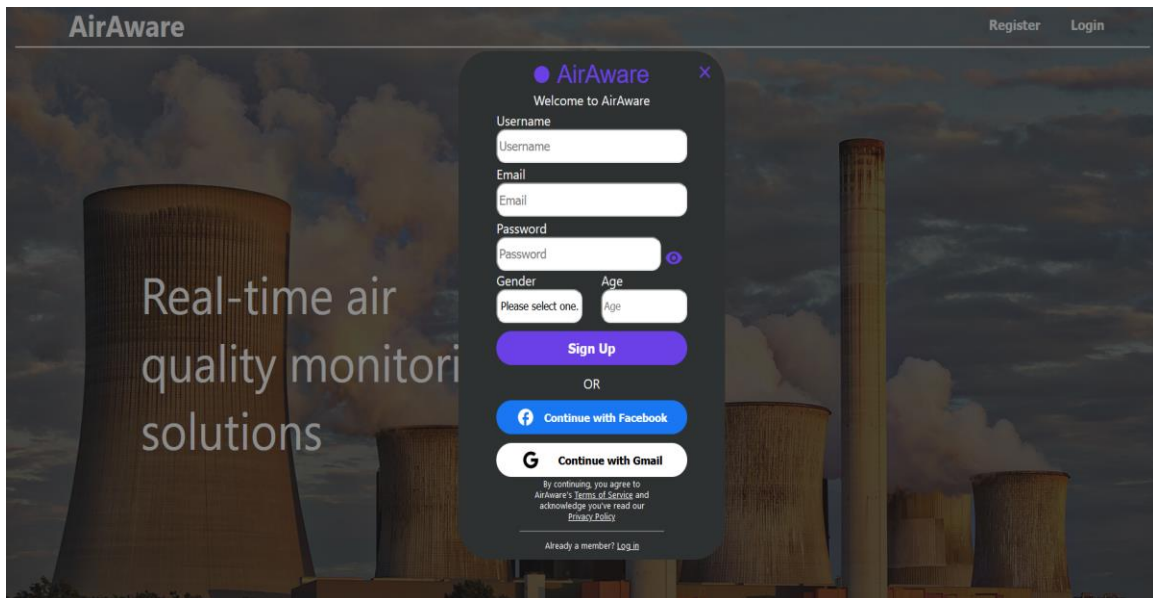 AirAware
Register Login
AirAware
Welcome to AirAware
Username
Username
Email
Email
Password
Password
Gender Age
Please select one. Age
Sign Up
OR
Continue with Facebook
G Continue with Gmail
By continuing, you agree to
AirAware's Terms of Service and
acknowledge you've read our
Privacy Policy
Already a member? Log in
Real-time air
quality monitori
solutions